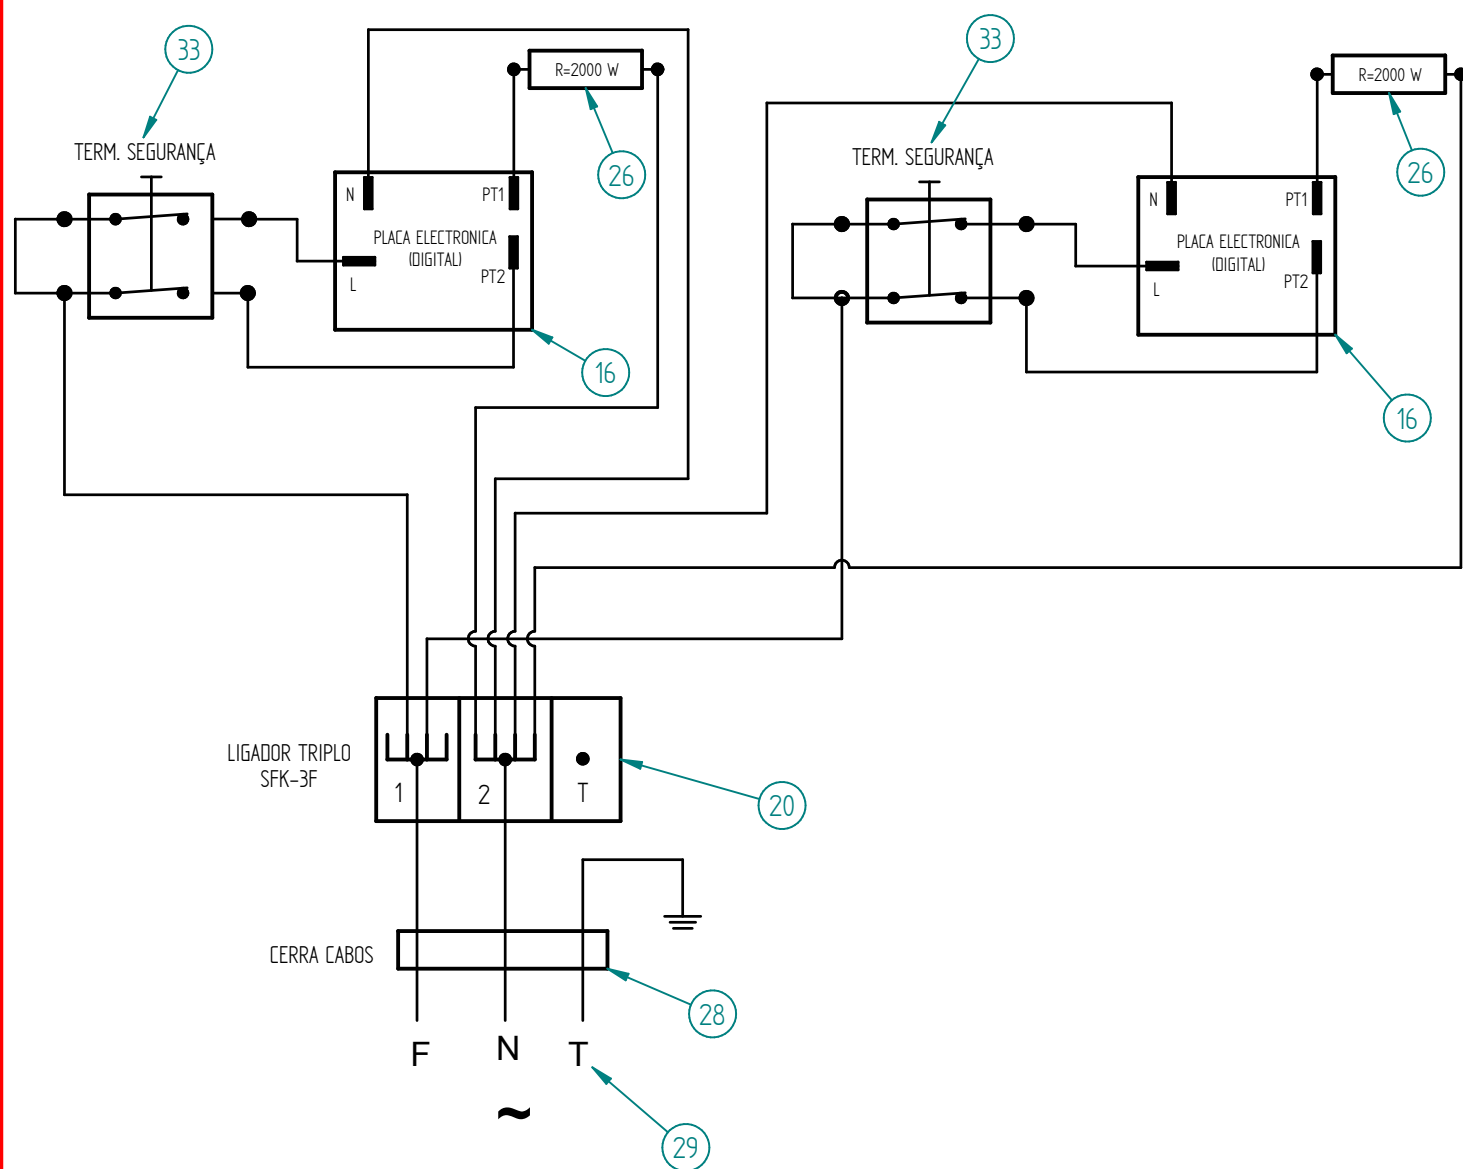 33
TERM. SEGURANÇA
R=2000 W
26
N
PT1
PLACA ELECTRONICA
(DIGITAL)
PT2
L
16
33
TERM. SEGURANÇA
R=2000 W
26
N
PT1
PLACA ELECTRONICA
(DIGITAL)
PT2
L
16
LIGADOR TRIPLO
SFK-3F
1
2
T
20
CERRA CABOS
28
F
N
T
~
29